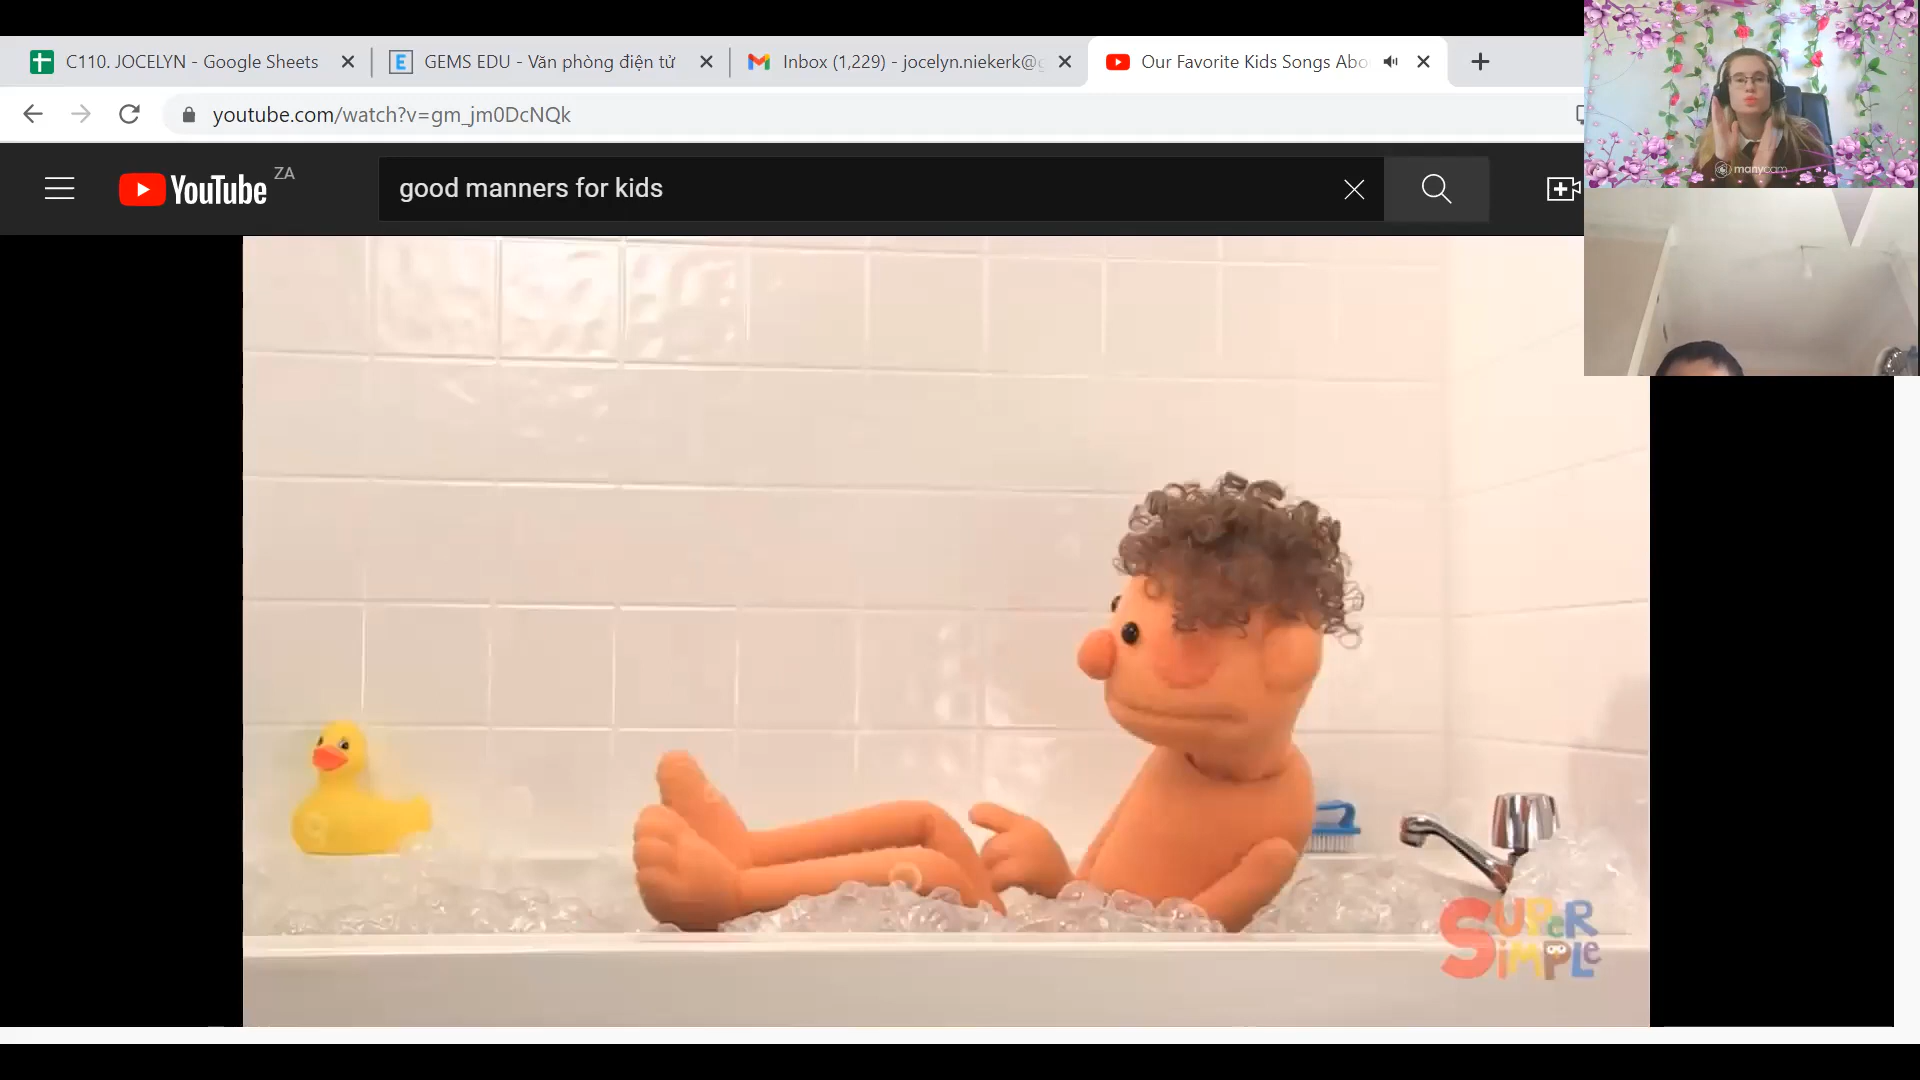 C110. JOCELYN - Google Sheets
GEMS EDU - Văn phòng điện tử
Inbox (1,229) - jocelyn.niekerk@g
Our Favorite Kids Songs Abo
youtube.com/watch?v=gm_jm0DcNQk
YouTube ZA
good manners for kids
manycam
SUPER
SIMPLE